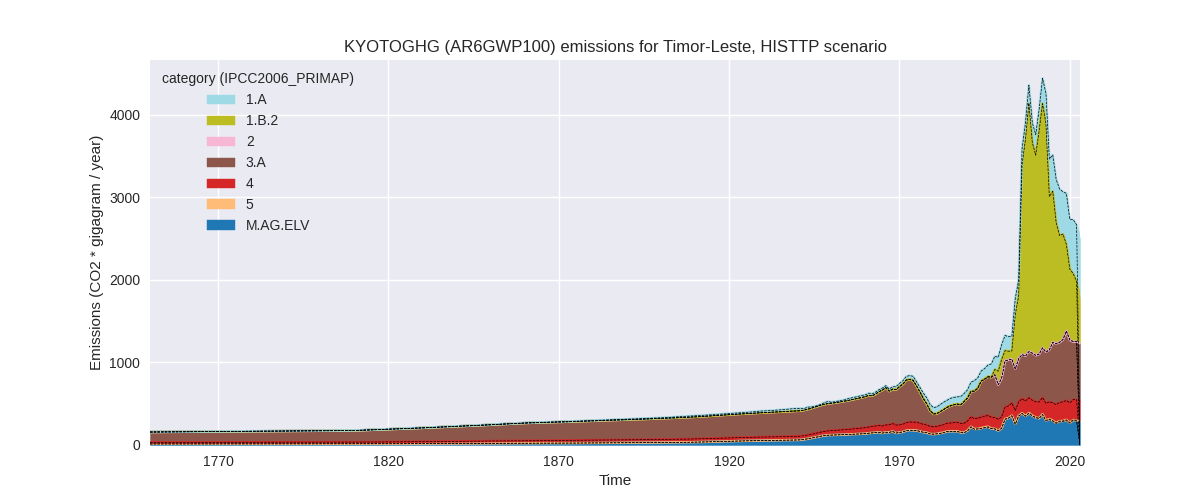 KYOTOGHG (AR6GWP100) emissions for Timor-Leste, HISTTP scenario
category (IPCC2006_PRIMAP)
1.A
1.B.2
2
3.A
4
5
M.AG.ELV
Emissions (CO2 * gigagram / year)
4000
3000
2000
1000
0
1770
1820
1870
1920
1970
2020
Time